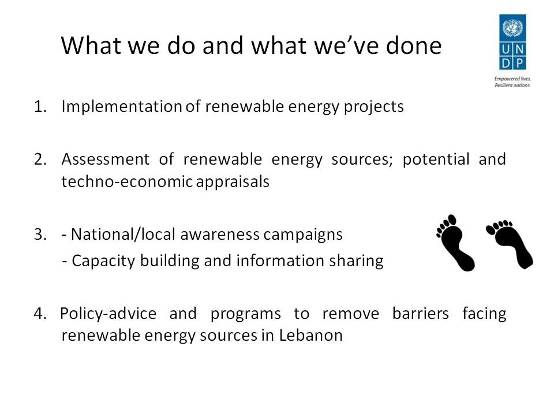 What we do and what we've done
U N
D P
Empowered lives.
Resilient nations.
1. Implementation of renewable energy projects
2. Assessment of renewable energy sources; potential and
techno-economic appraisals
3. - National/local awareness campaigns
- Capacity building and information sharing
4. Policy-advice and programs to remove barriers facing
renewable energy sources in Lebanon